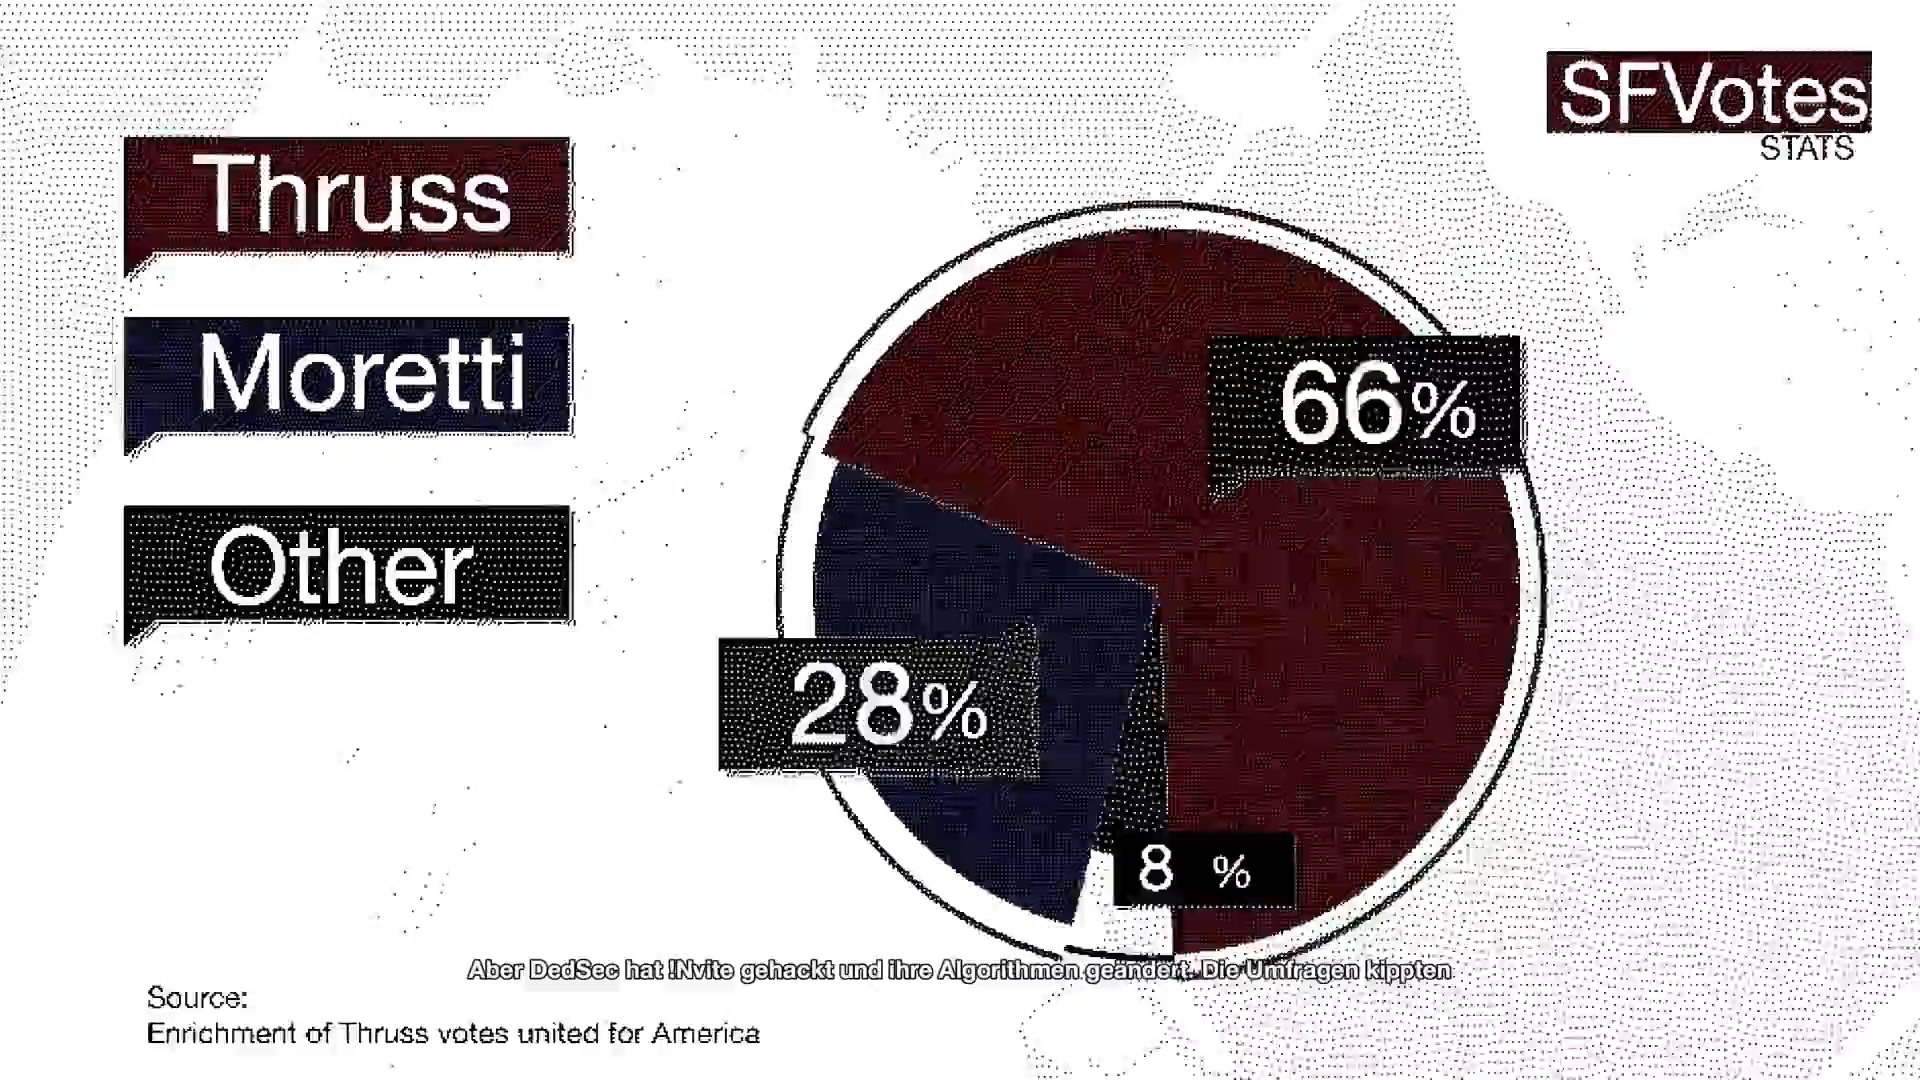 SFVotes
STATS
Thruss
Moretti
Other
66%
28%
8 %
Aber DedSec hat !Nvite gehackt und ihre Algorithmen geändert. Die Umfragen kippten
Source:
Enrichment of Thruss votes united for America